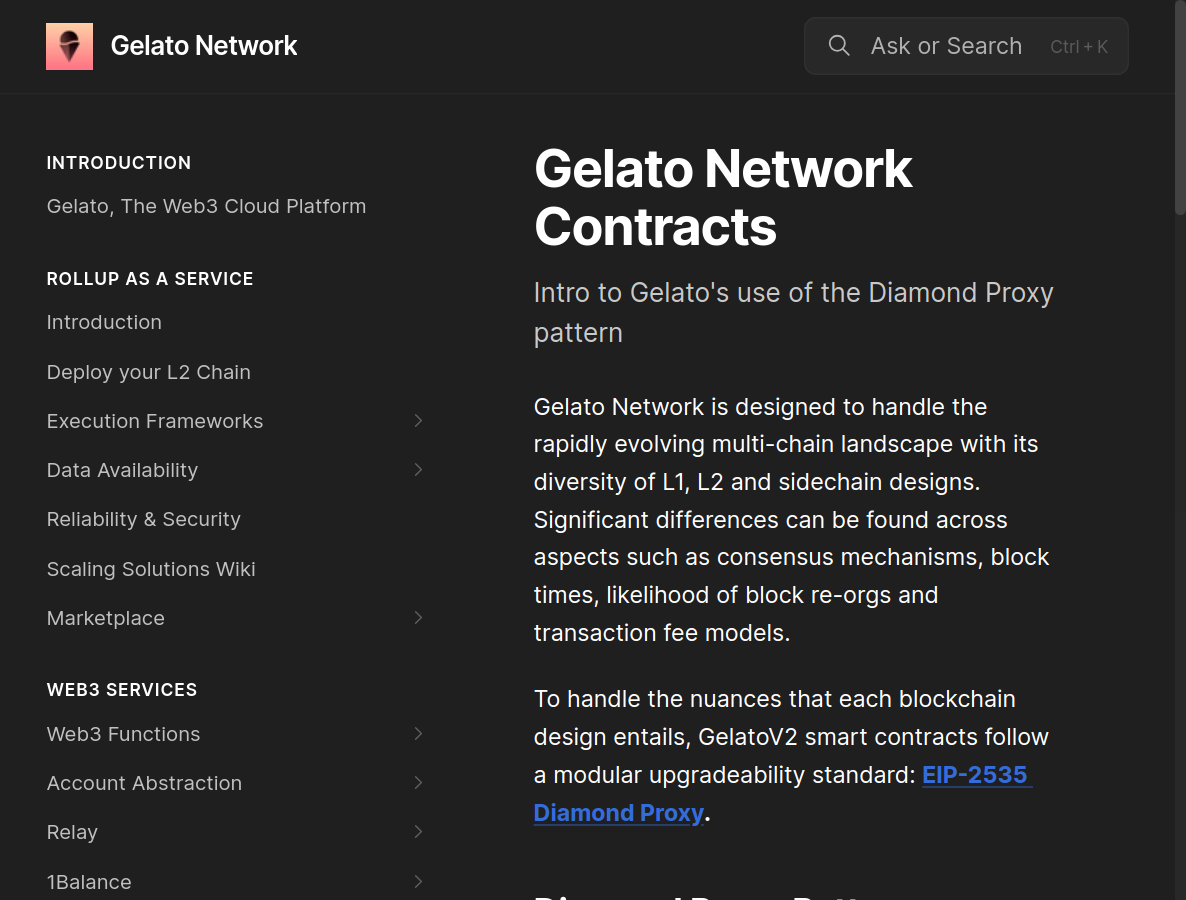 Gelato Network
Ask or Search Ctrl + K
INTRODUCTION
Gelato, The Web3 Cloud Platform
ROLLUP AS A SERVICE
Introduction
Deploy your L2 Chain
Execution Frameworks
Data Availability
Reliability & Security
Scaling Solutions Wiki
Marketplace
WEB3 SERVICES
Web3 Functions
Account Abstraction
Relay
1Balance
Gelato Network
Contracts
Intro to Gelato's use of the Diamond Proxy
pattern
Gelato Network is designed to handle the
rapidly evolving multi-chain landscape with its
diversity of L1, L2 and sidechain designs.
Significant differences can be found across
aspects such as consensus mechanisms, block
times, likelihood of block re-orgs and
transaction fee models.
To handle the nuances that each blockchain
design entails, GelatoV2 smart contracts follow
a modular upgradeability standard: EIP-2535
Diamond Proxy.